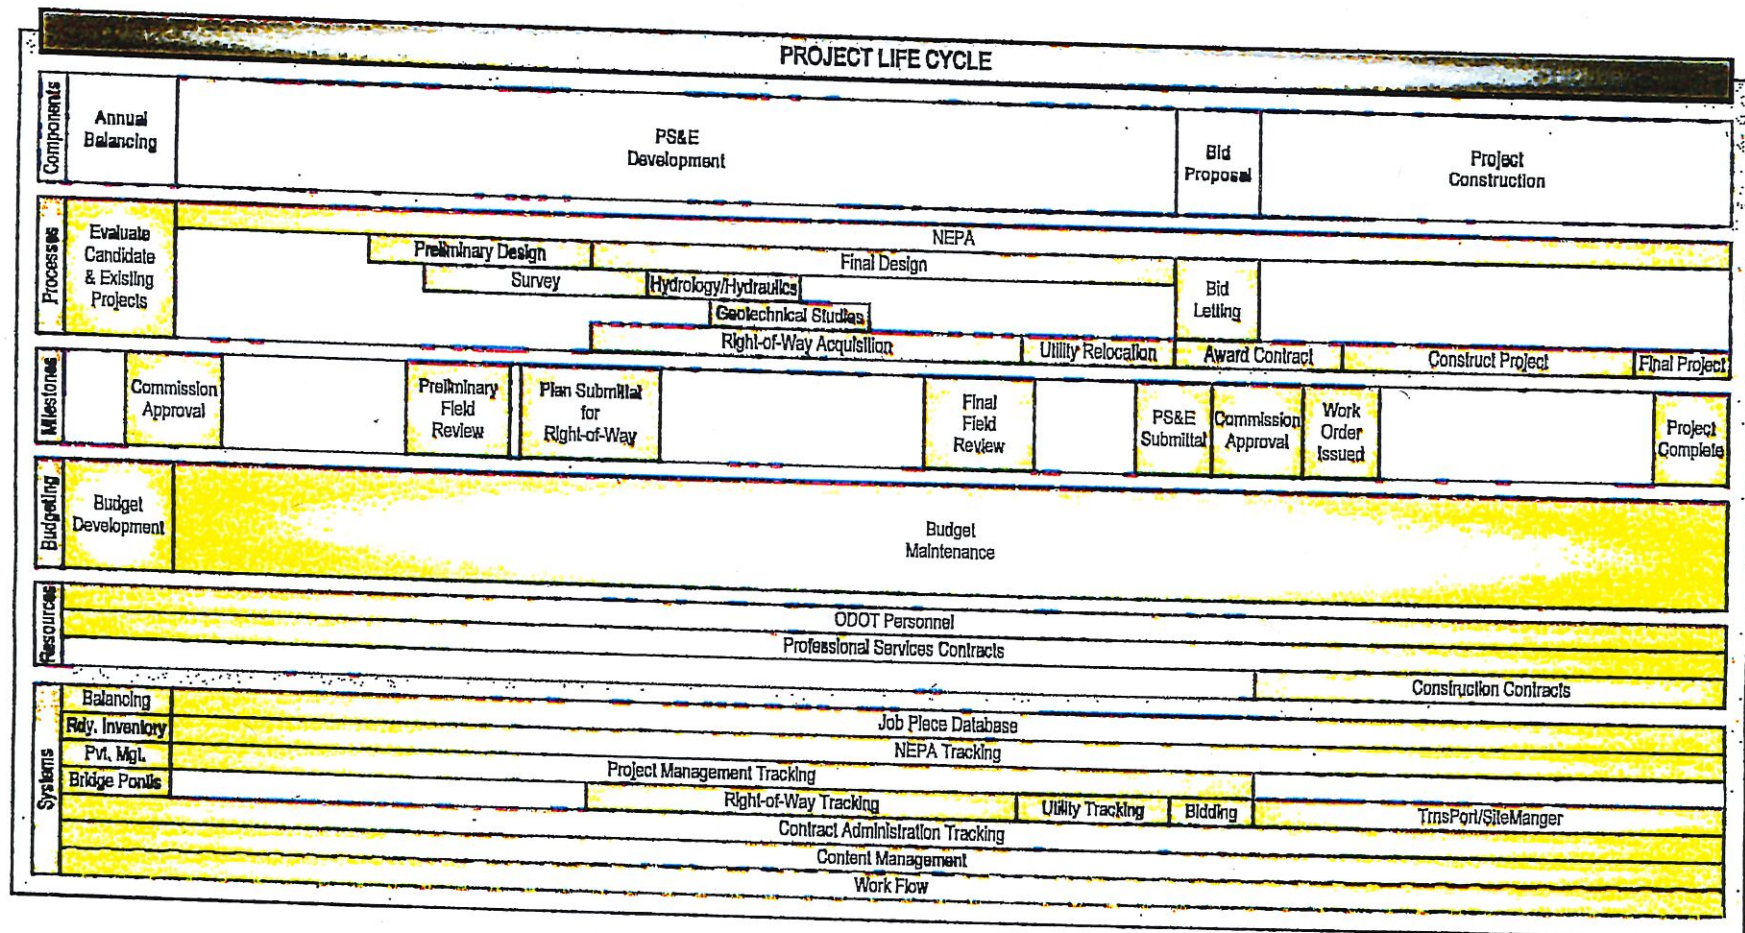 PROJECT LIFE CYCLE
Components
Annual
Balancing
PS&E
Development
Bid
Proposal
Project
Construction
Processes
Evaluate
Candidate
& Existing
Projects
NEPA
Preliminary Design
Final Design
Survey
Hydrology/Hydraulics
Geotechnical Studies
Bid
Letting
Right-of-Way Acquisition
Utility Relocation
Award Contract
Construct Project
Final Project
Milestones
Commission
Approval
Preliminary
Field
Review
Plan Submittal
for
Right-of-Way
Final
Field
Review
PS&E
Submittal
Commission
Approval
Work
Order
Issued
Project
Complete
Budgeting
Budget
Development
Budget
Maintenance
Resources
ODOT Personnel
Professional Services Contracts
Construction Contracts
Systems
Balancing
Rdy. Inventory
Pvt. Mgt.
Bridge Pontis
Job Piece Database
NEPA Tracking
Project Management Tracking
Right-of-Way Tracking
Utility Tracking
Bidding
TrnsPort/SiteManger
Contract Administration Tracking
Content Management
Work Flow